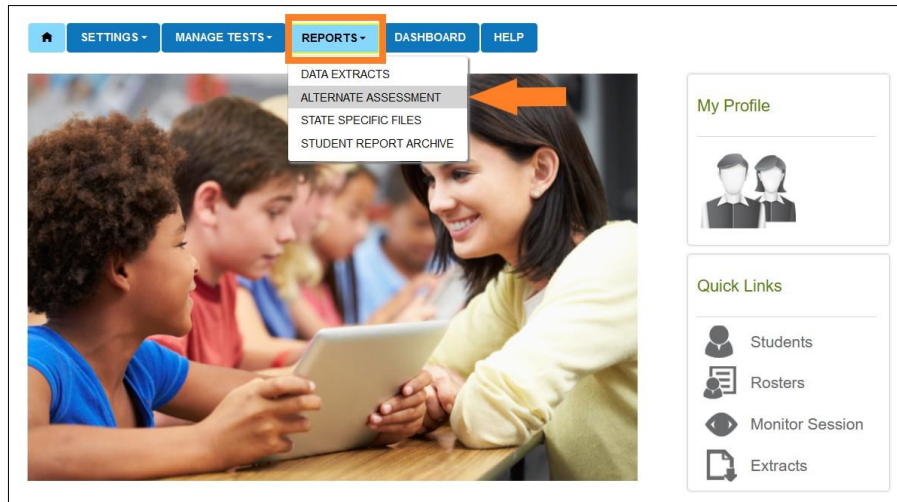 SETTINGS MANAGE TESTS REPORTS DASHBOARD HELP
DATA EXTRACTS
ALTERNATE ASSESSMENT
STATE SPECIFIC FILES
STUDENT REPORT ARCHIVE
My Profile
Quick Links
Students
Rosters
Monitor Session
Extracts